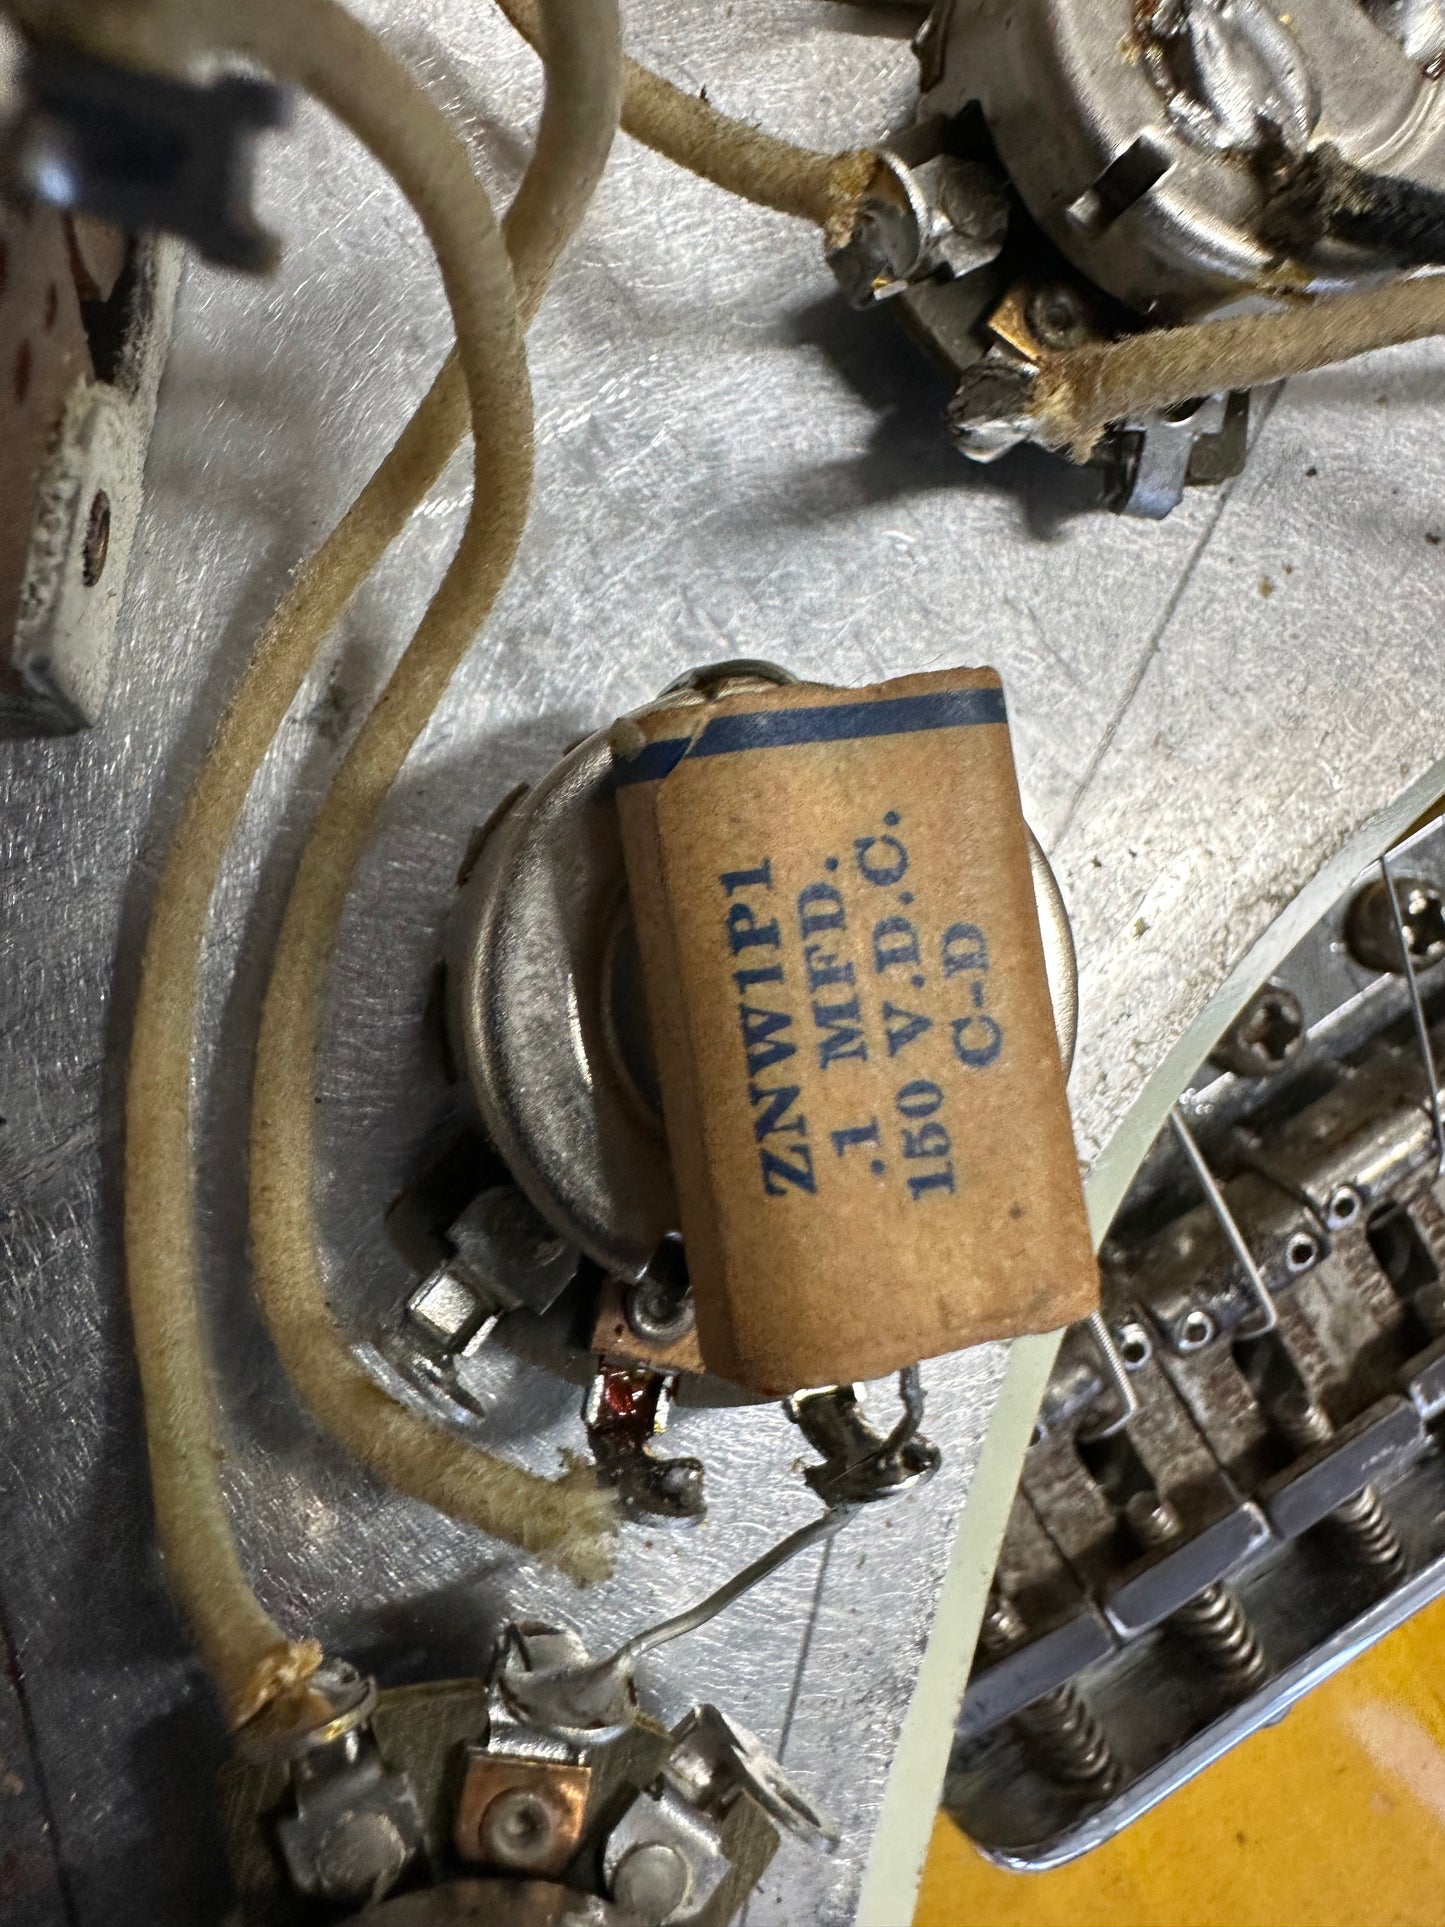 ZNW1P1
.1 MFD.
150 V.D.C.
C-D